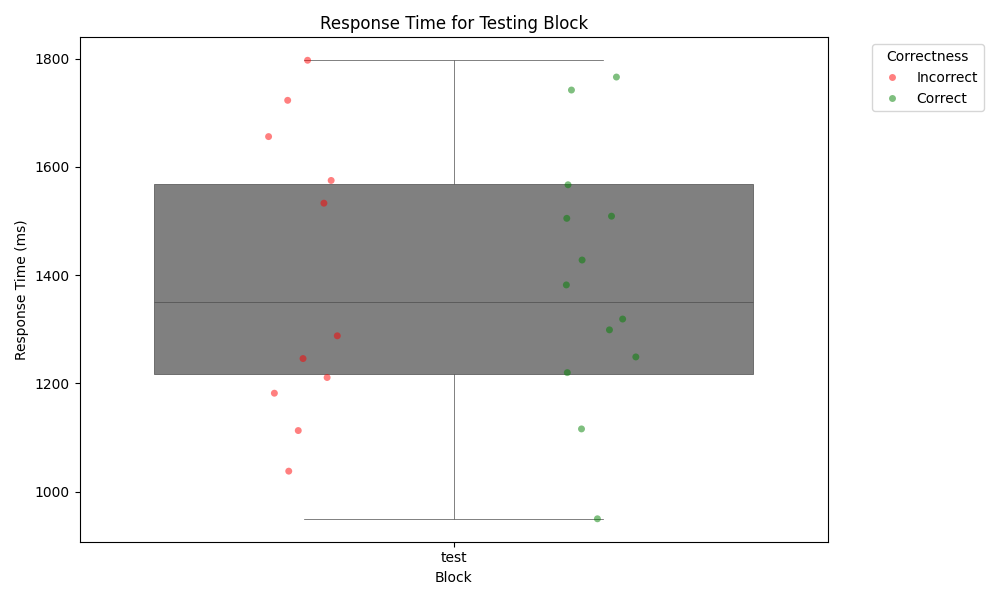 Response Time for Testing Block
Correctness
Incorrect
Correct
Response Time (ms)
1800
1600
1400
1200
1000
test
Block